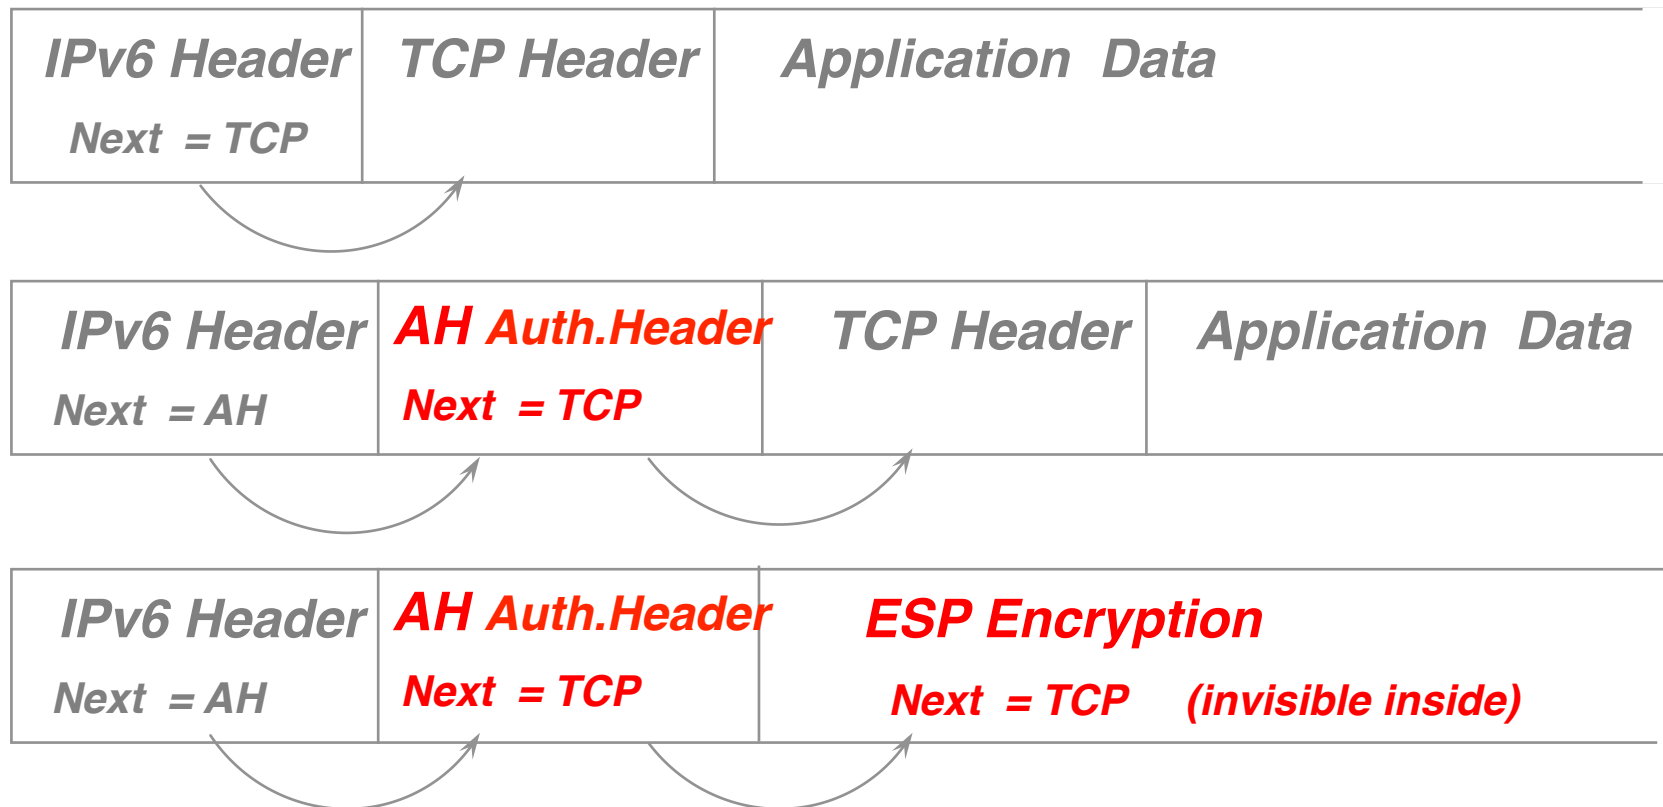 IPv6 Header TCP Header Application Data
Next = TCP
IPv6 Header AH Auth.Header TCP Header Application Data
Next = AH Next = TCP
IPv6 Header AH Auth.Header ESP Encryption
Next = AH Next = TCP Next = TCP (invisible inside)